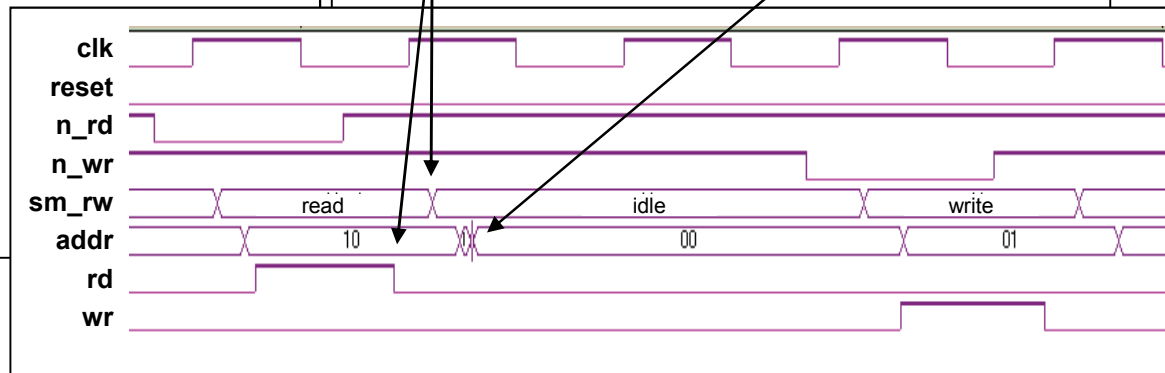 clk
reset
n_rd
n_wr
sm_rw read idle write
addr 10 00 01
rd
wr